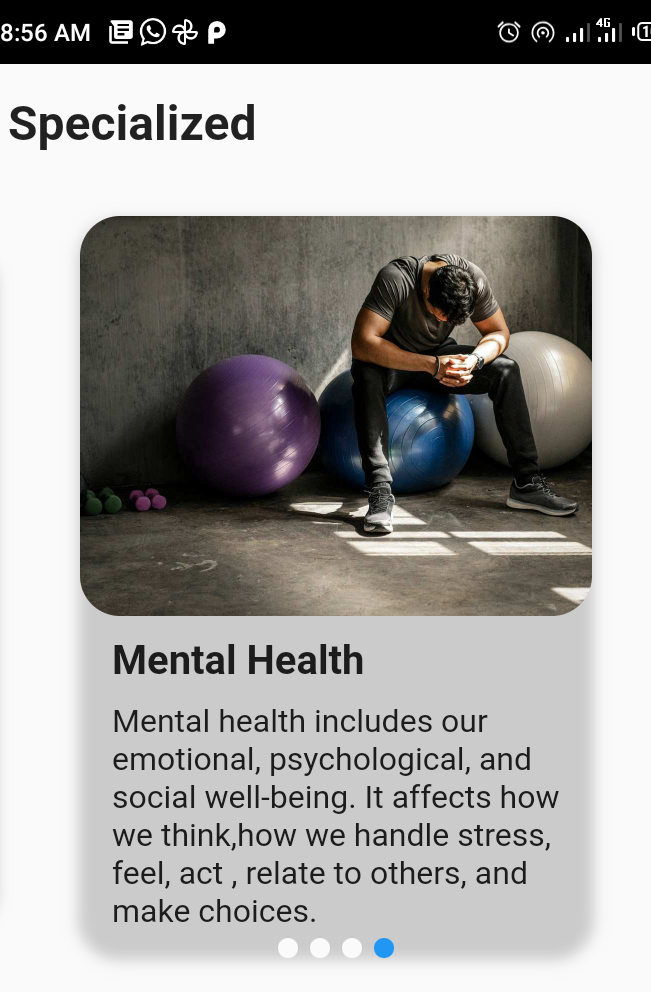 8:56 AM
4G
Specialized
Mental Health
Mental health includes our
emotional, psychological, and
social well-being. It affects how
we think,how we handle stress,
feel, act , relate to others, and
make choices.